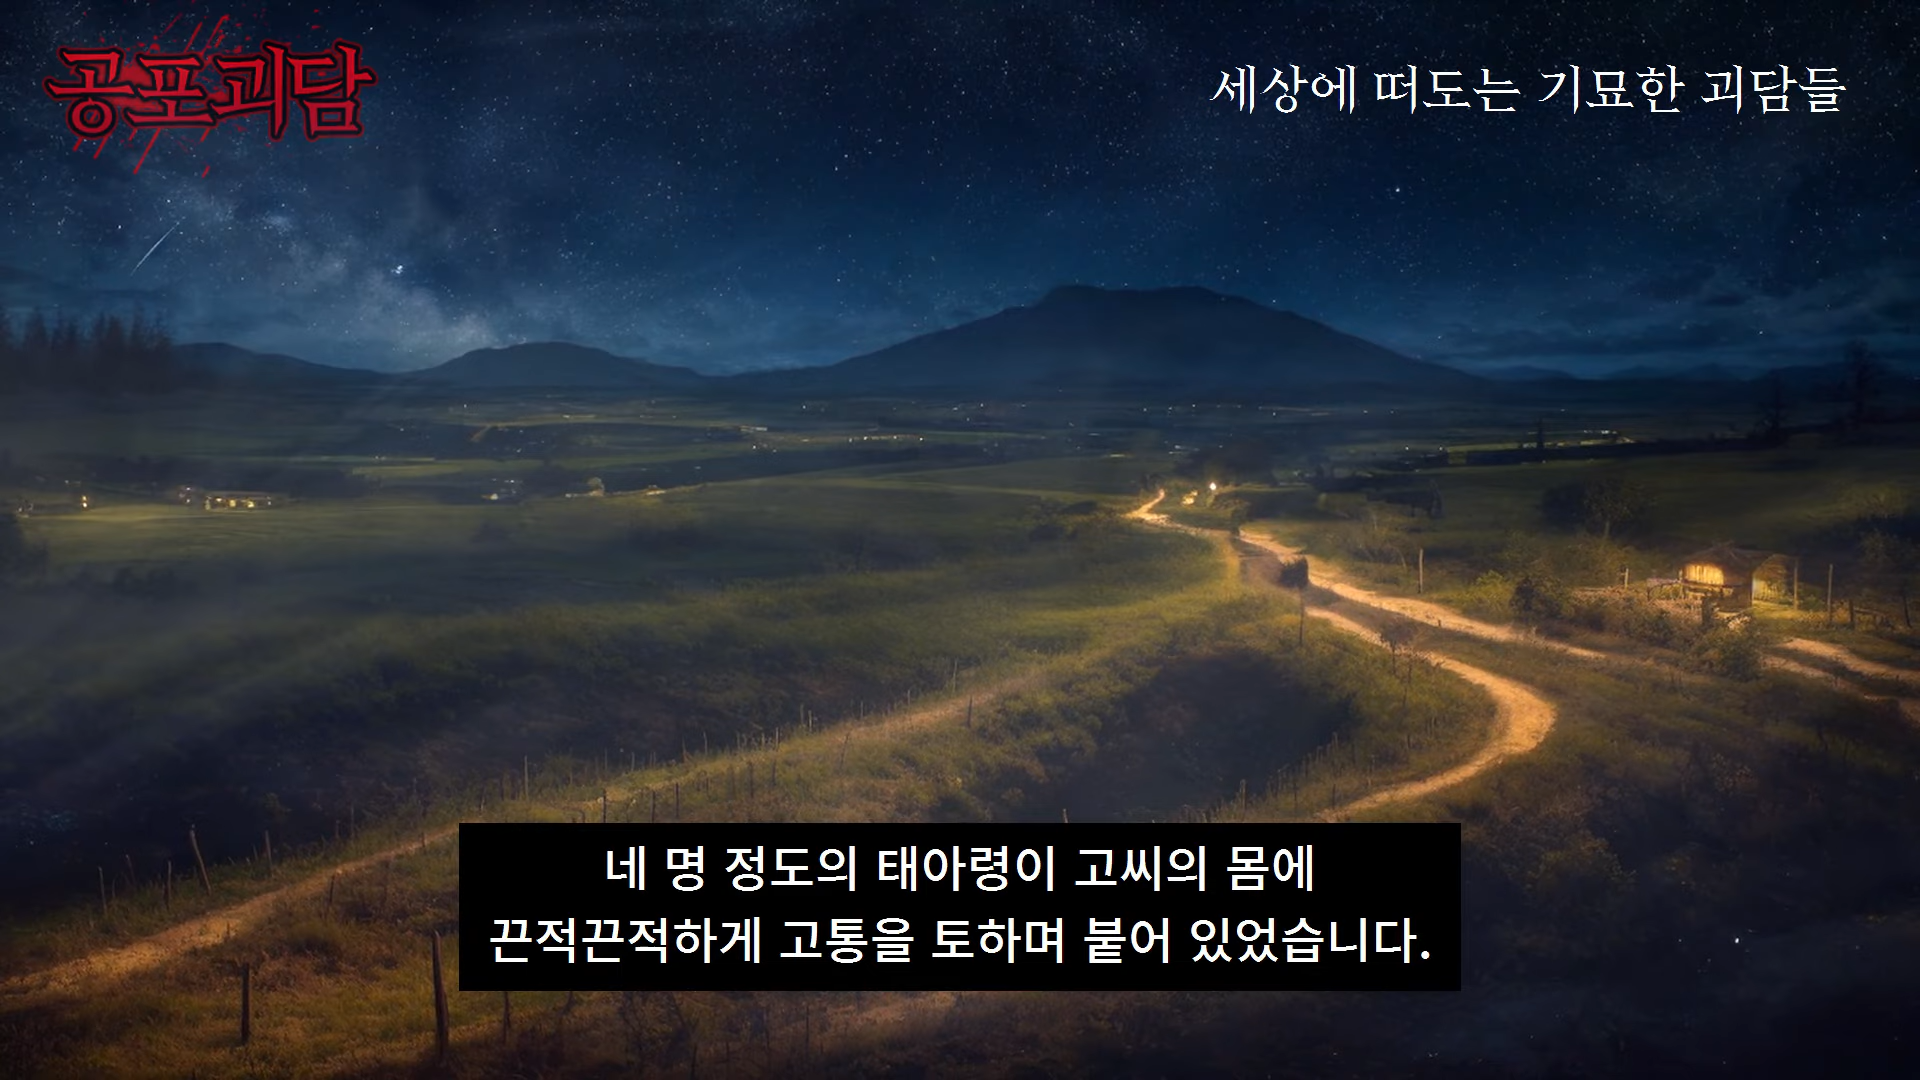 공포괴담
세상에 떠도는 기묘한 괴담들
네 명 정도의 태아령이 고씨의 몸에
끈적끈적하게 고통을 토하며 붙어 있었습니다.